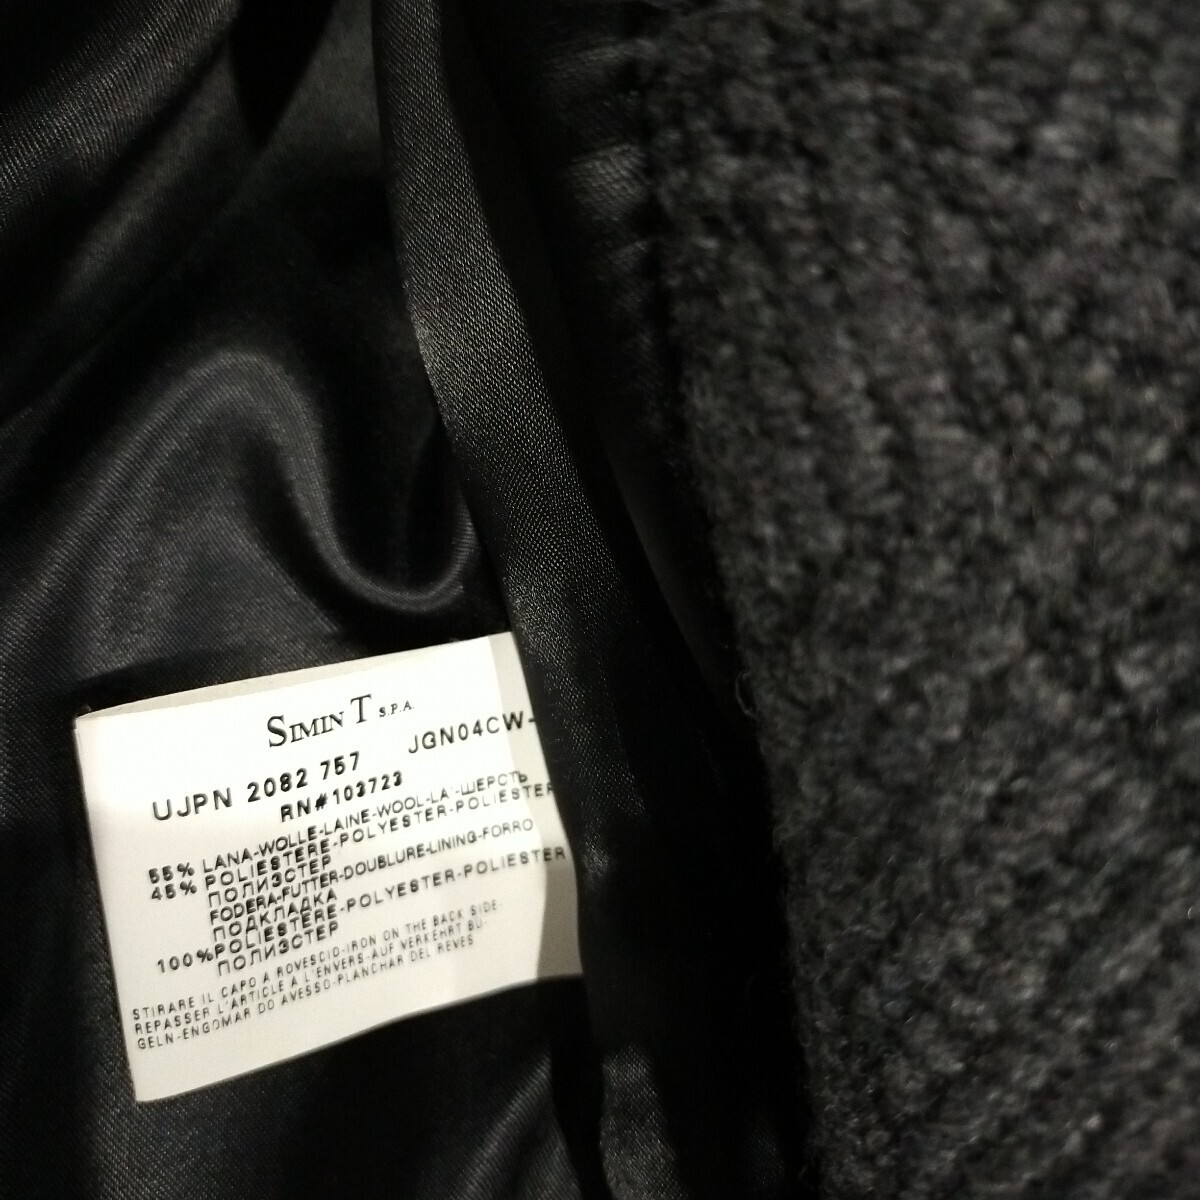 SIMIN T S.P.A.
UJPN 2082 757 JGN04CW-
RN#103723
55% LANA-WOLLE-LAINE-WOOL-LA-ШЕРСТЬ
45% POLIESTERE-POLYESTER-POLIESTER
ПОЛИЭСТЕР
FODERA-FUTTER-DOUBLURE-LINING-FORRO
ПОДКЛАДКА
100%POLIESTERE-POLYESTER-POLIESTER
ПОЛИЭСТЕР
STIRARE IL CAPO A ROVESCIO-IRON ON THE BACK SIDE-
REPASSER L'ARTICLE A L'ENVERS-AUF VERKEHRT BU-
GELN-ENGOMAR DO AVESSO-PLANCHAR DEL REVES